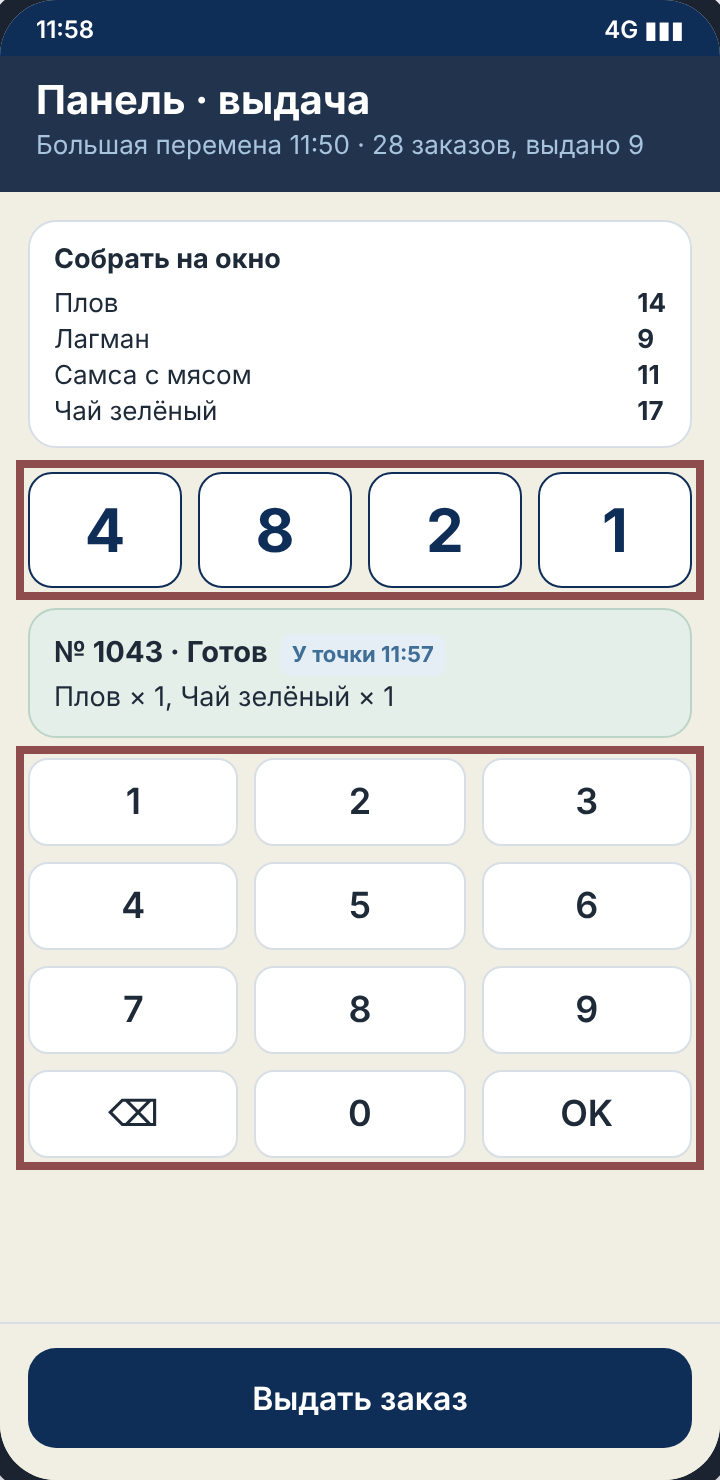 11:58 4G
Панель · выдача
Большая перемена 11:50 · 28 заказов, выдано 9
Собрать на окно
Плов 14
Лагман 9
Самса с мясом 11
Чай зелёный 17
4 8 2 1
№ 1043 · Готов У точки 11:57
Плов × 1, Чай зелёный × 1
1 2 3
4 5 6
7 8 9
⌫ 0 OK
Выдать заказ